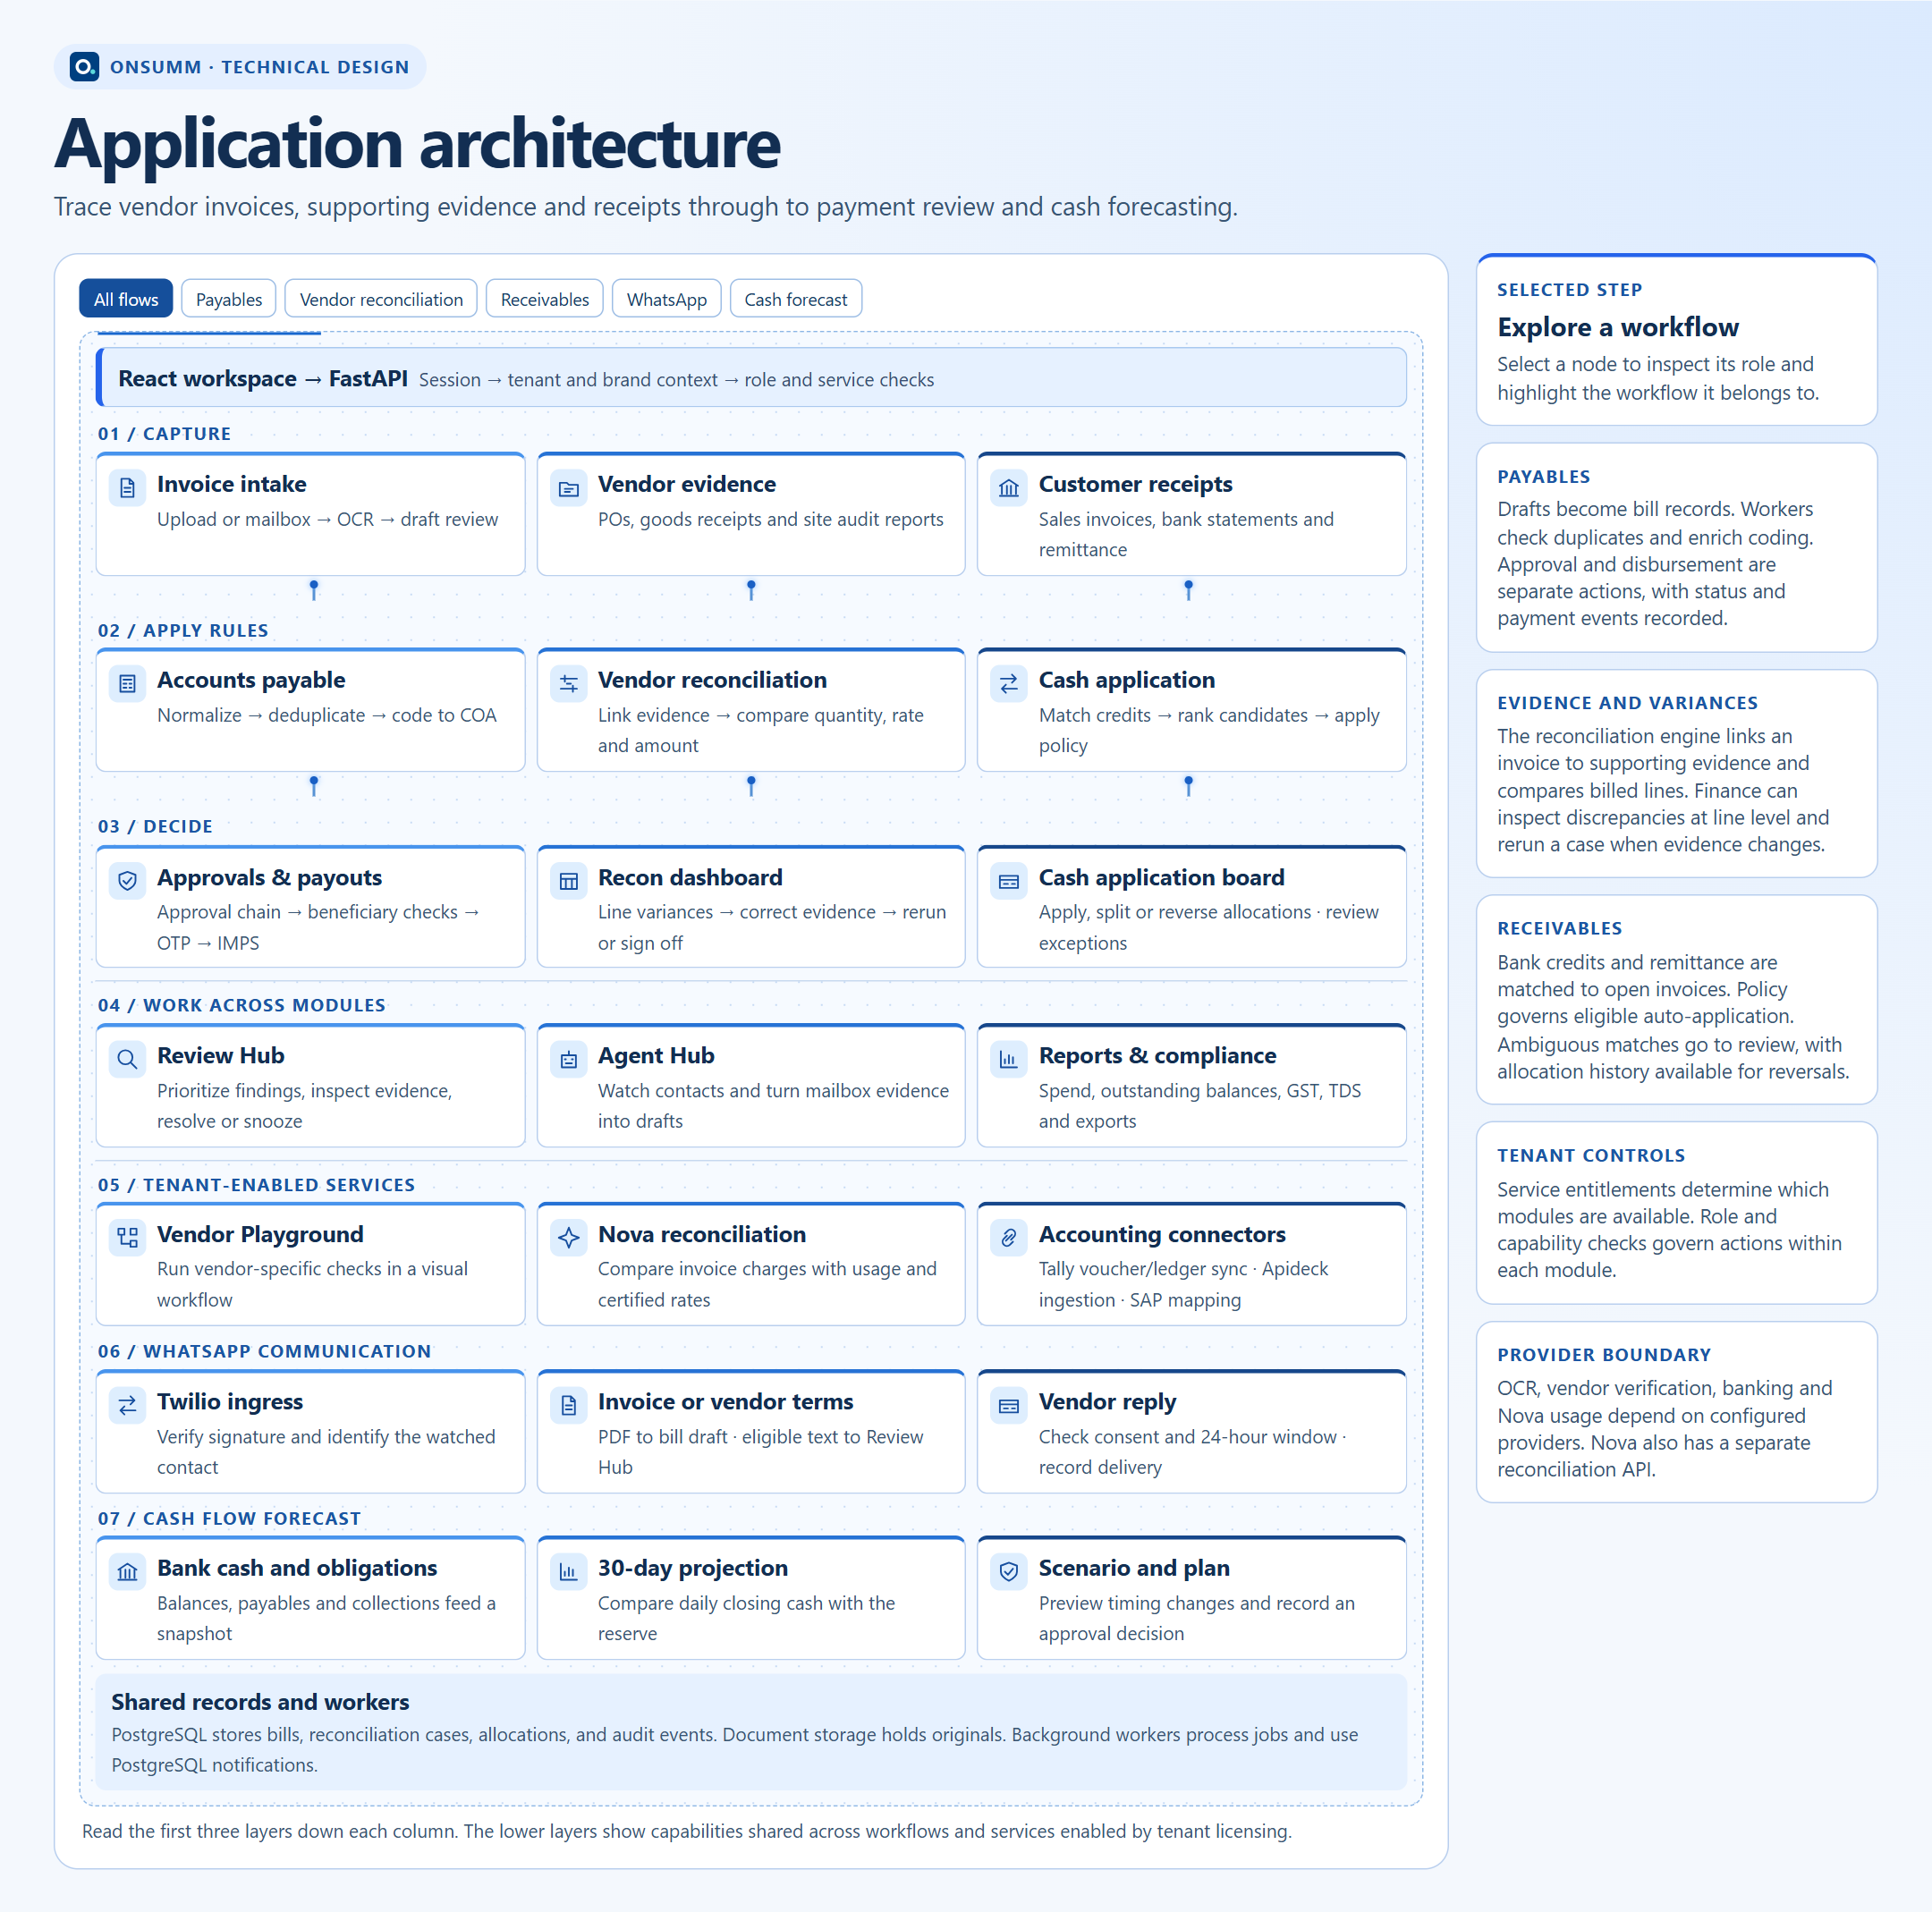 ONSUMM · TECHNICAL DESIGN
Application architecture
Trace vendor invoices, supporting evidence and receipts through to payment review and cash forecasting.
All flows
Payables
Vendor reconciliation
Receivables
WhatsApp
Cash forecast
React workspace → FastAPI Session → tenant and brand context → role and service checks
01 / CAPTURE
Invoice intake
Upload or mailbox → OCR → draft review
Vendor evidence
POs, goods receipts and site audit reports
Customer receipts
Sales invoices, bank statements and
remittance
02 / APPLY RULES
Accounts payable
Normalize → deduplicate → code to COA
Vendor reconciliation
Link evidence → compare quantity, rate
and amount
Cash application
Match credits → rank candidates → apply
policy
03 / DECIDE
Approvals & payouts
Approval chain → beneficiary checks →
OTP → IMPS
Recon dashboard
Line variances → correct evidence → rerun
or sign off
Cash application board
Apply, split or reverse allocations · review
exceptions
04 / WORK ACROSS MODULES
Review Hub
Prioritize findings, inspect evidence,
resolve or snooze
Agent Hub
Watch contacts and turn mailbox evidence
into drafts
Reports & compliance
Spend, outstanding balances, GST, TDS
and exports
05 / TENANT-ENABLED SERVICES
Vendor Playground
Run vendor-specific checks in a visual
workflow
Nova reconciliation
Compare invoice charges with usage and
certified rates
Accounting connectors
Tally voucher/ledger sync · Apideck
ingestion · SAP mapping
06 / WHATSAPP COMMUNICATION
Twilio ingress
Verify signature and identify the watched
contact
Invoice or vendor terms
PDF to bill draft · eligible text to Review
Hub
Vendor reply
Check consent and 24-hour window ·
record delivery
07 / CASH FLOW FORECAST
Bank cash and obligations
Balances, payables and collections feed a
snapshot
30-day projection
Compare daily closing cash with the
reserve
Scenario and plan
Preview timing changes and record an
approval decision
Shared records and workers
PostgreSQL stores bills, reconciliation cases, allocations, and audit events. Document storage holds originals. Background workers process jobs and use
PostgreSQL notifications.
Read the first three layers down each column. The lower layers show capabilities shared across workflows and services enabled by tenant licensing.
SELECTED STEP
Explore a workflow
Select a node to inspect its role and
highlight the workflow it belongs to.
PAYABLES
Drafts become bill records. Workers
check duplicates and enrich coding.
Approval and disbursement are
separate actions, with status and
payment events recorded.
EVIDENCE AND VARIANCES
The reconciliation engine links an
invoice to supporting evidence and
compares billed lines. Finance can
inspect discrepancies at line level and
rerun a case when evidence changes.
RECEIVABLES
Bank credits and remittance are
matched to open invoices. Policy
governs eligible auto-application.
Ambiguous matches go to review, with
allocation history available for reversals.
TENANT CONTROLS
Service entitlements determine which
modules are available. Role and
capability checks govern actions within
each module.
PROVIDER BOUNDARY
OCR, vendor verification, banking and
Nova usage depend on configured
providers. Nova also has a separate
reconciliation API.